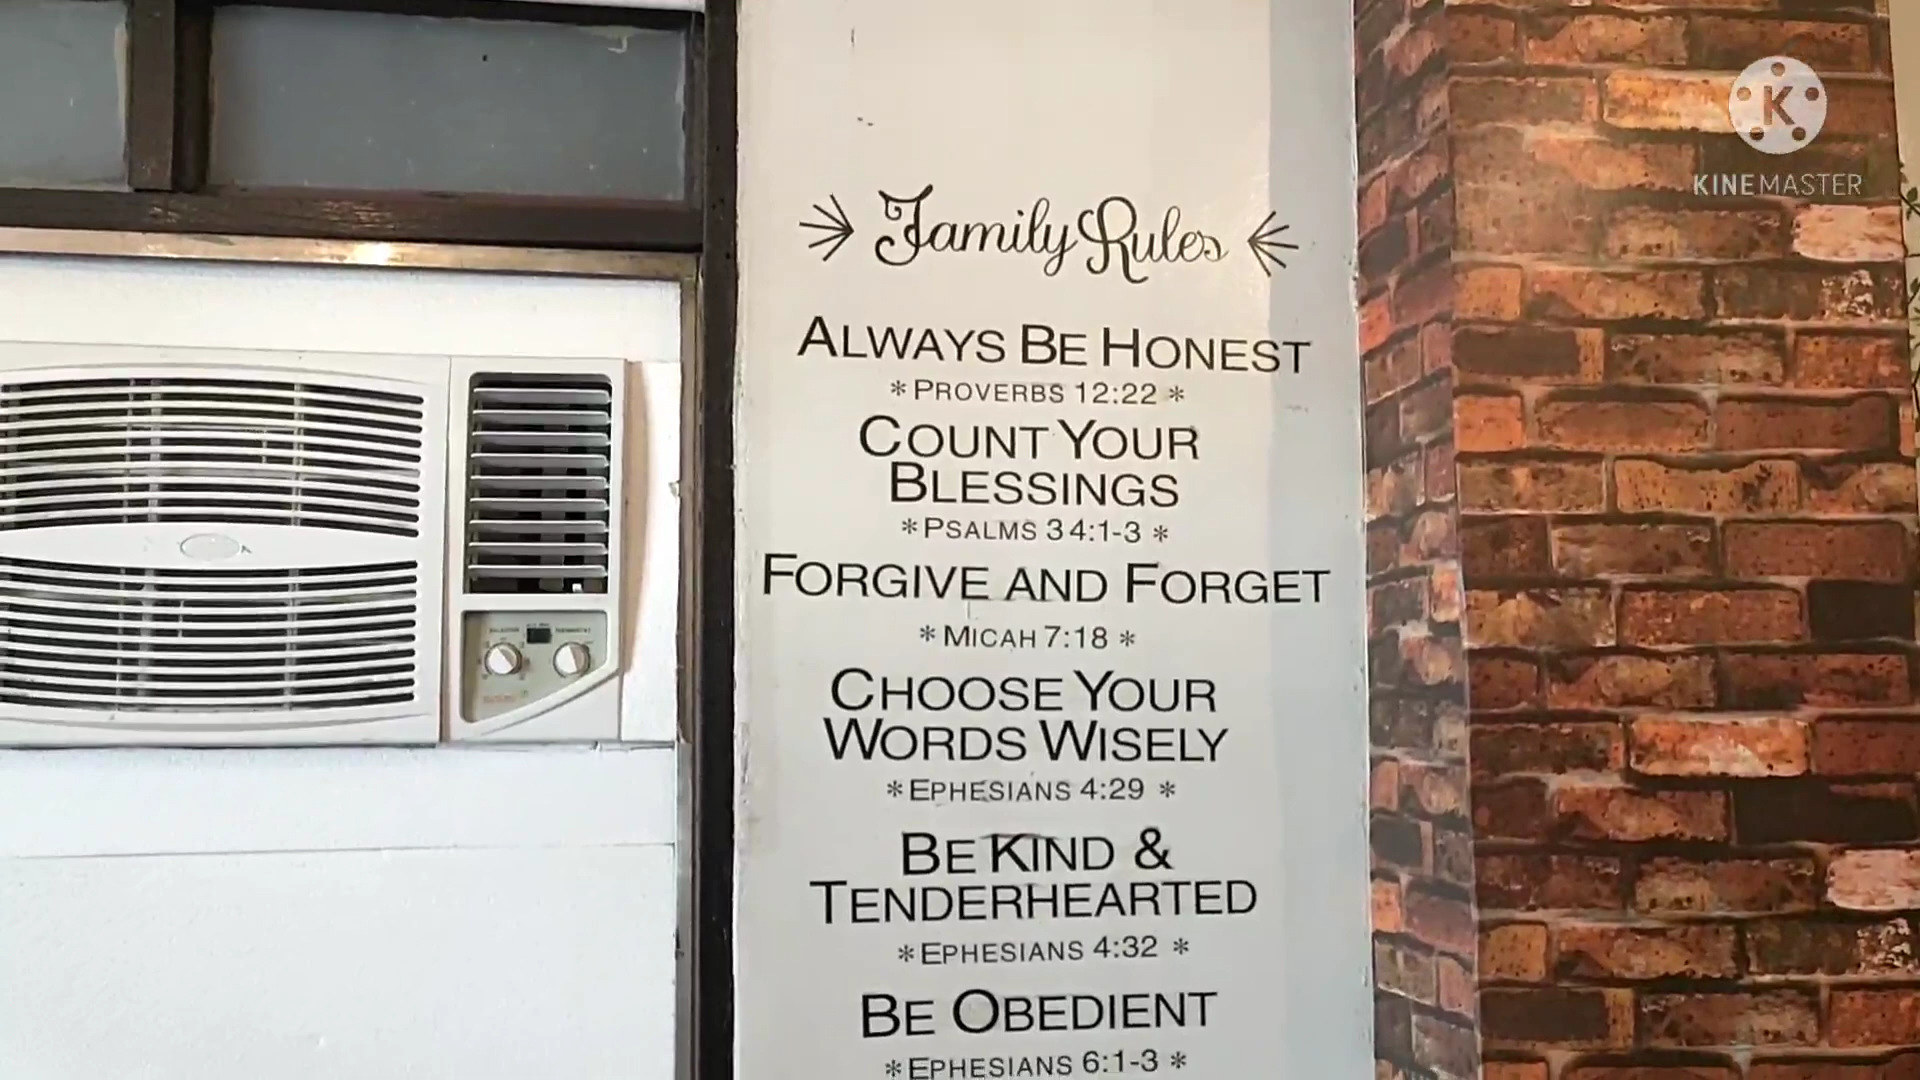 Family Rules
ALWAYS BE HONEST
*PROVERBS 12:22*
COUNT YOUR
BLESSINGS
*PSALMS 34:1-3*
FORGIVE AND FORGET
*MICAH 7:18*
CHOOSE YOUR
WORDS WISELY
*EPHESIANS 4:29*
BE KIND &
TENDERHEARTED
*EPHESIANS 4:32*
BE OBEDIENT
*EPHESIANS 6:1-3*
K
KINEMASTER